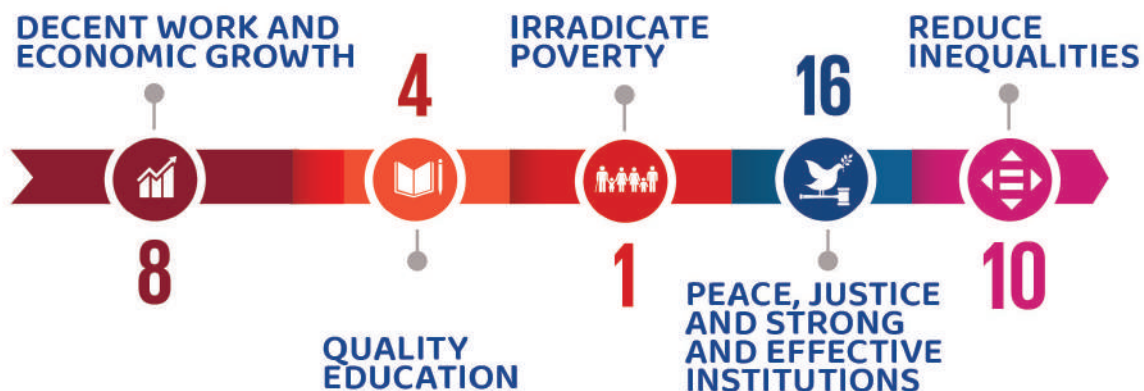 DECENT WORK AND
ECONOMIC GROWTH
8
4
QUALITY
EDUCATION
IRRADICATE
POVERTY
1
16
PEACE, JUSTICE
AND STRONG
AND EFFECTIVE
INSTITUTIONS
REDUCE
INEQUALITIES
10